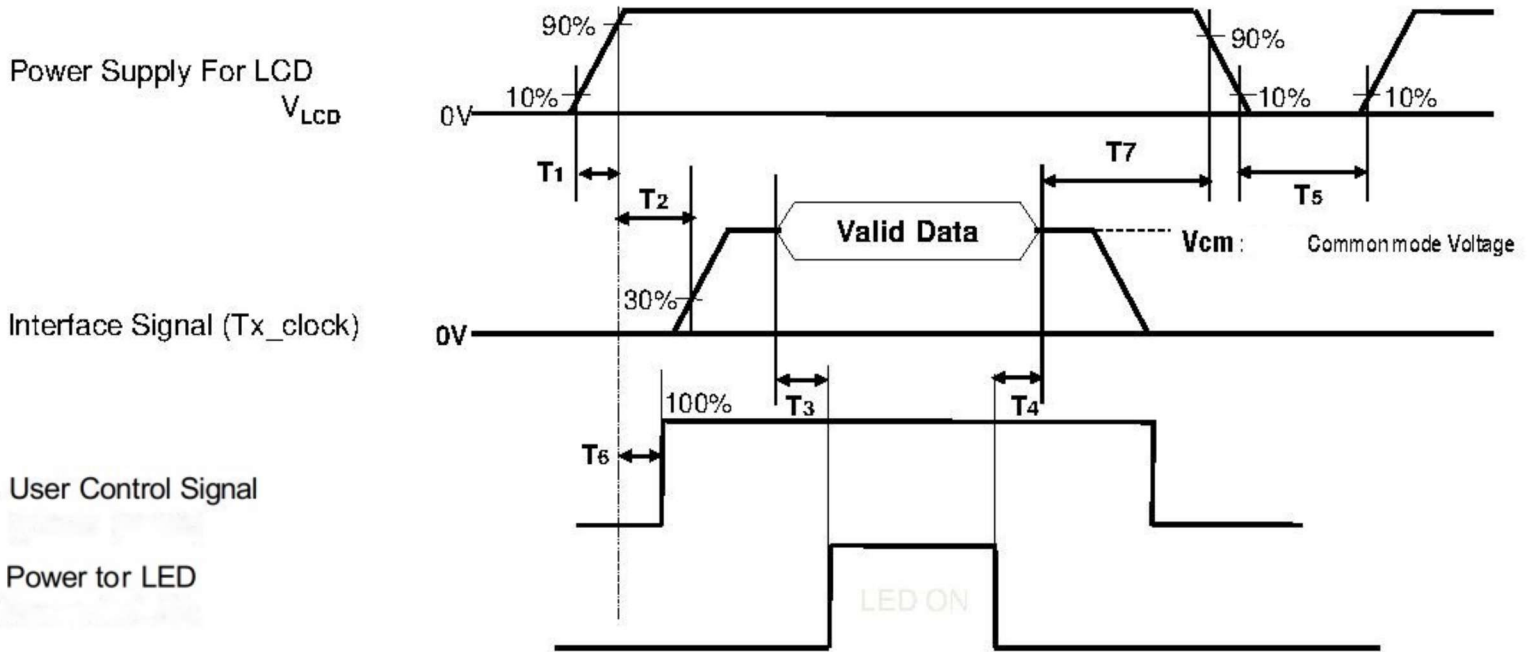 90%
90%
Power Supply For LCD
V_LCD
10%
10%
10%
0V
T1
T2
T7
T5
Valid Data
Vcm : Common mode Voltage
30%
Interface Signal (Tx_clock)
0V
T3
T4
100%
T6
User Control Signal
Power tor LED
LED ON